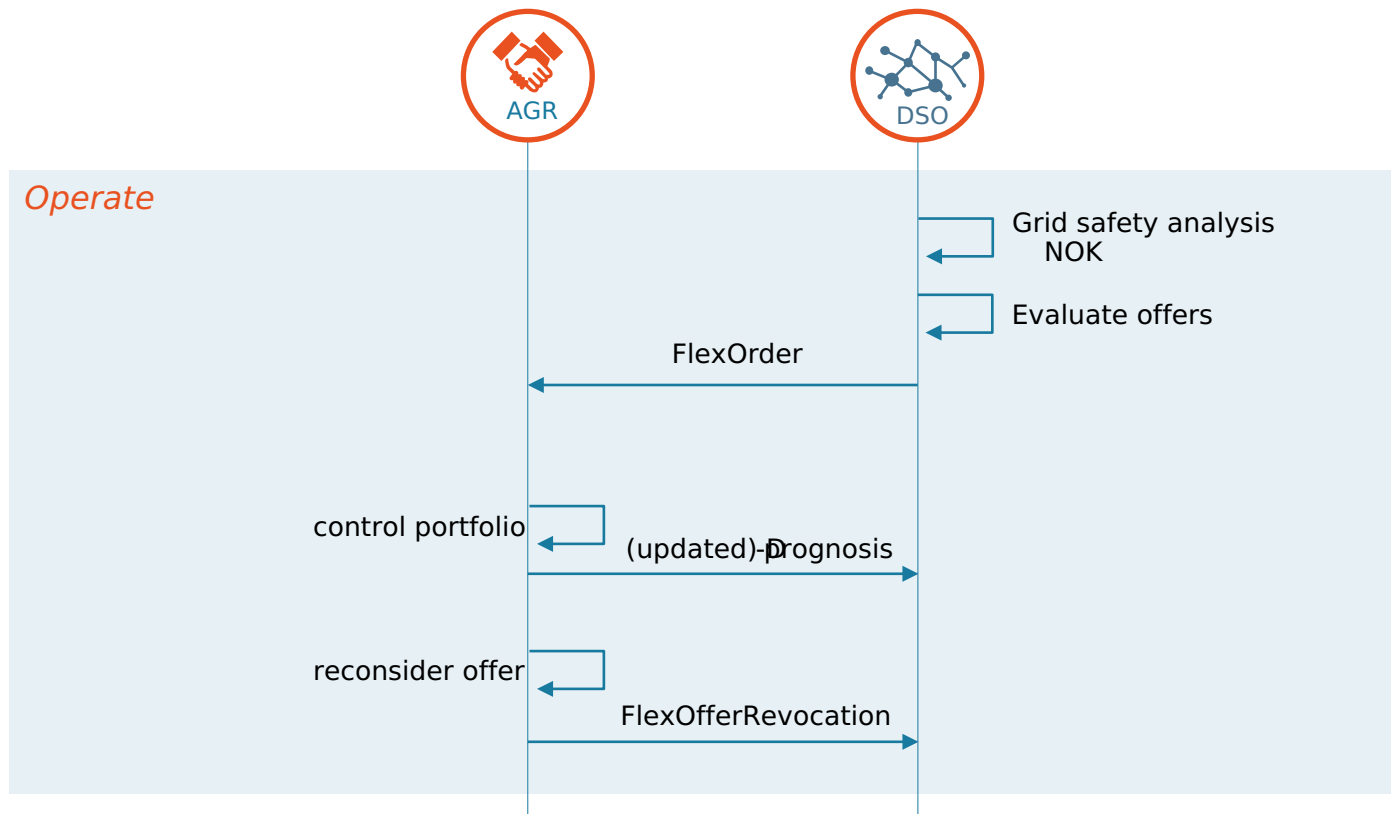 AGR
DSO
Operate
Grid safety analysis
NOK
Evaluate offers
FlexOrder
control portfolio
(updated) D-prognosis
reconsider offer
FlexOfferRevocation